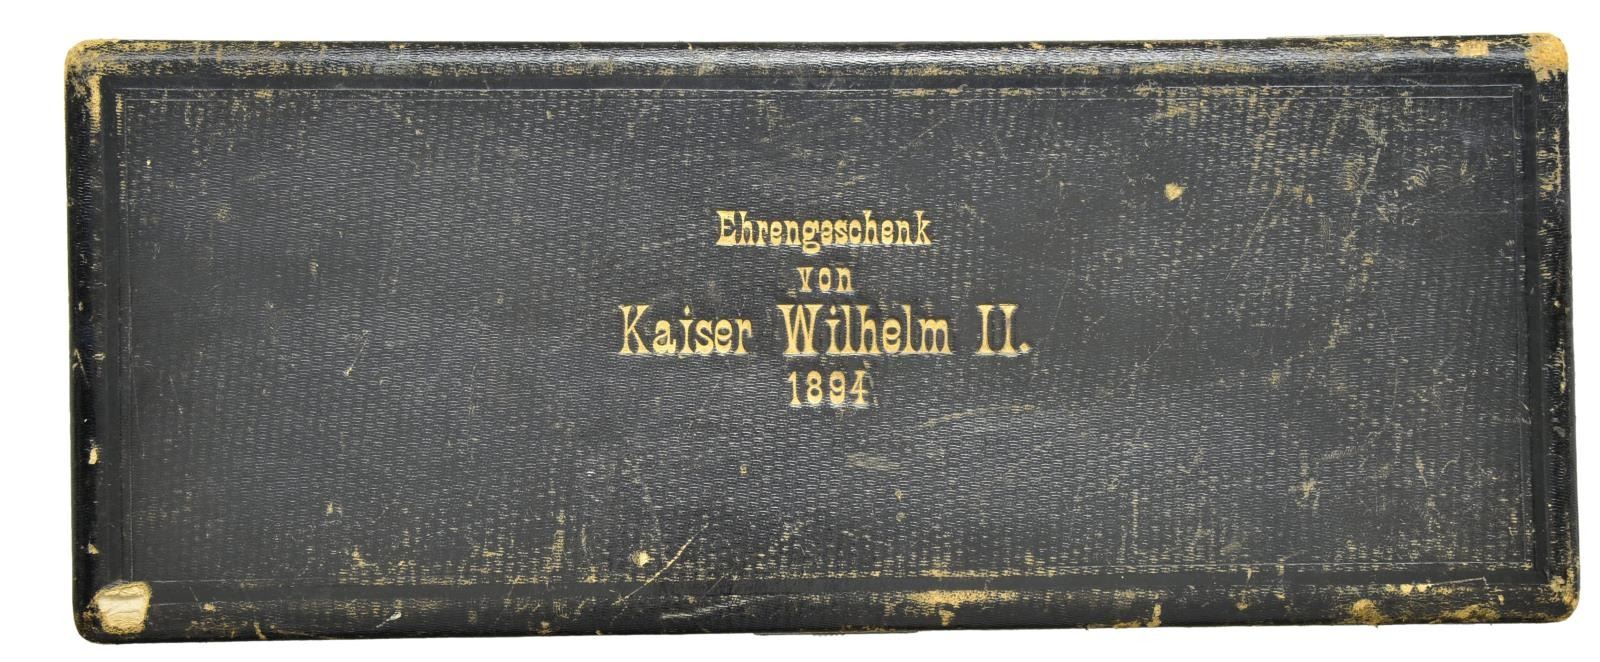 Ehrengeschenk
von
Kaiser Wilhelm II.
1894.